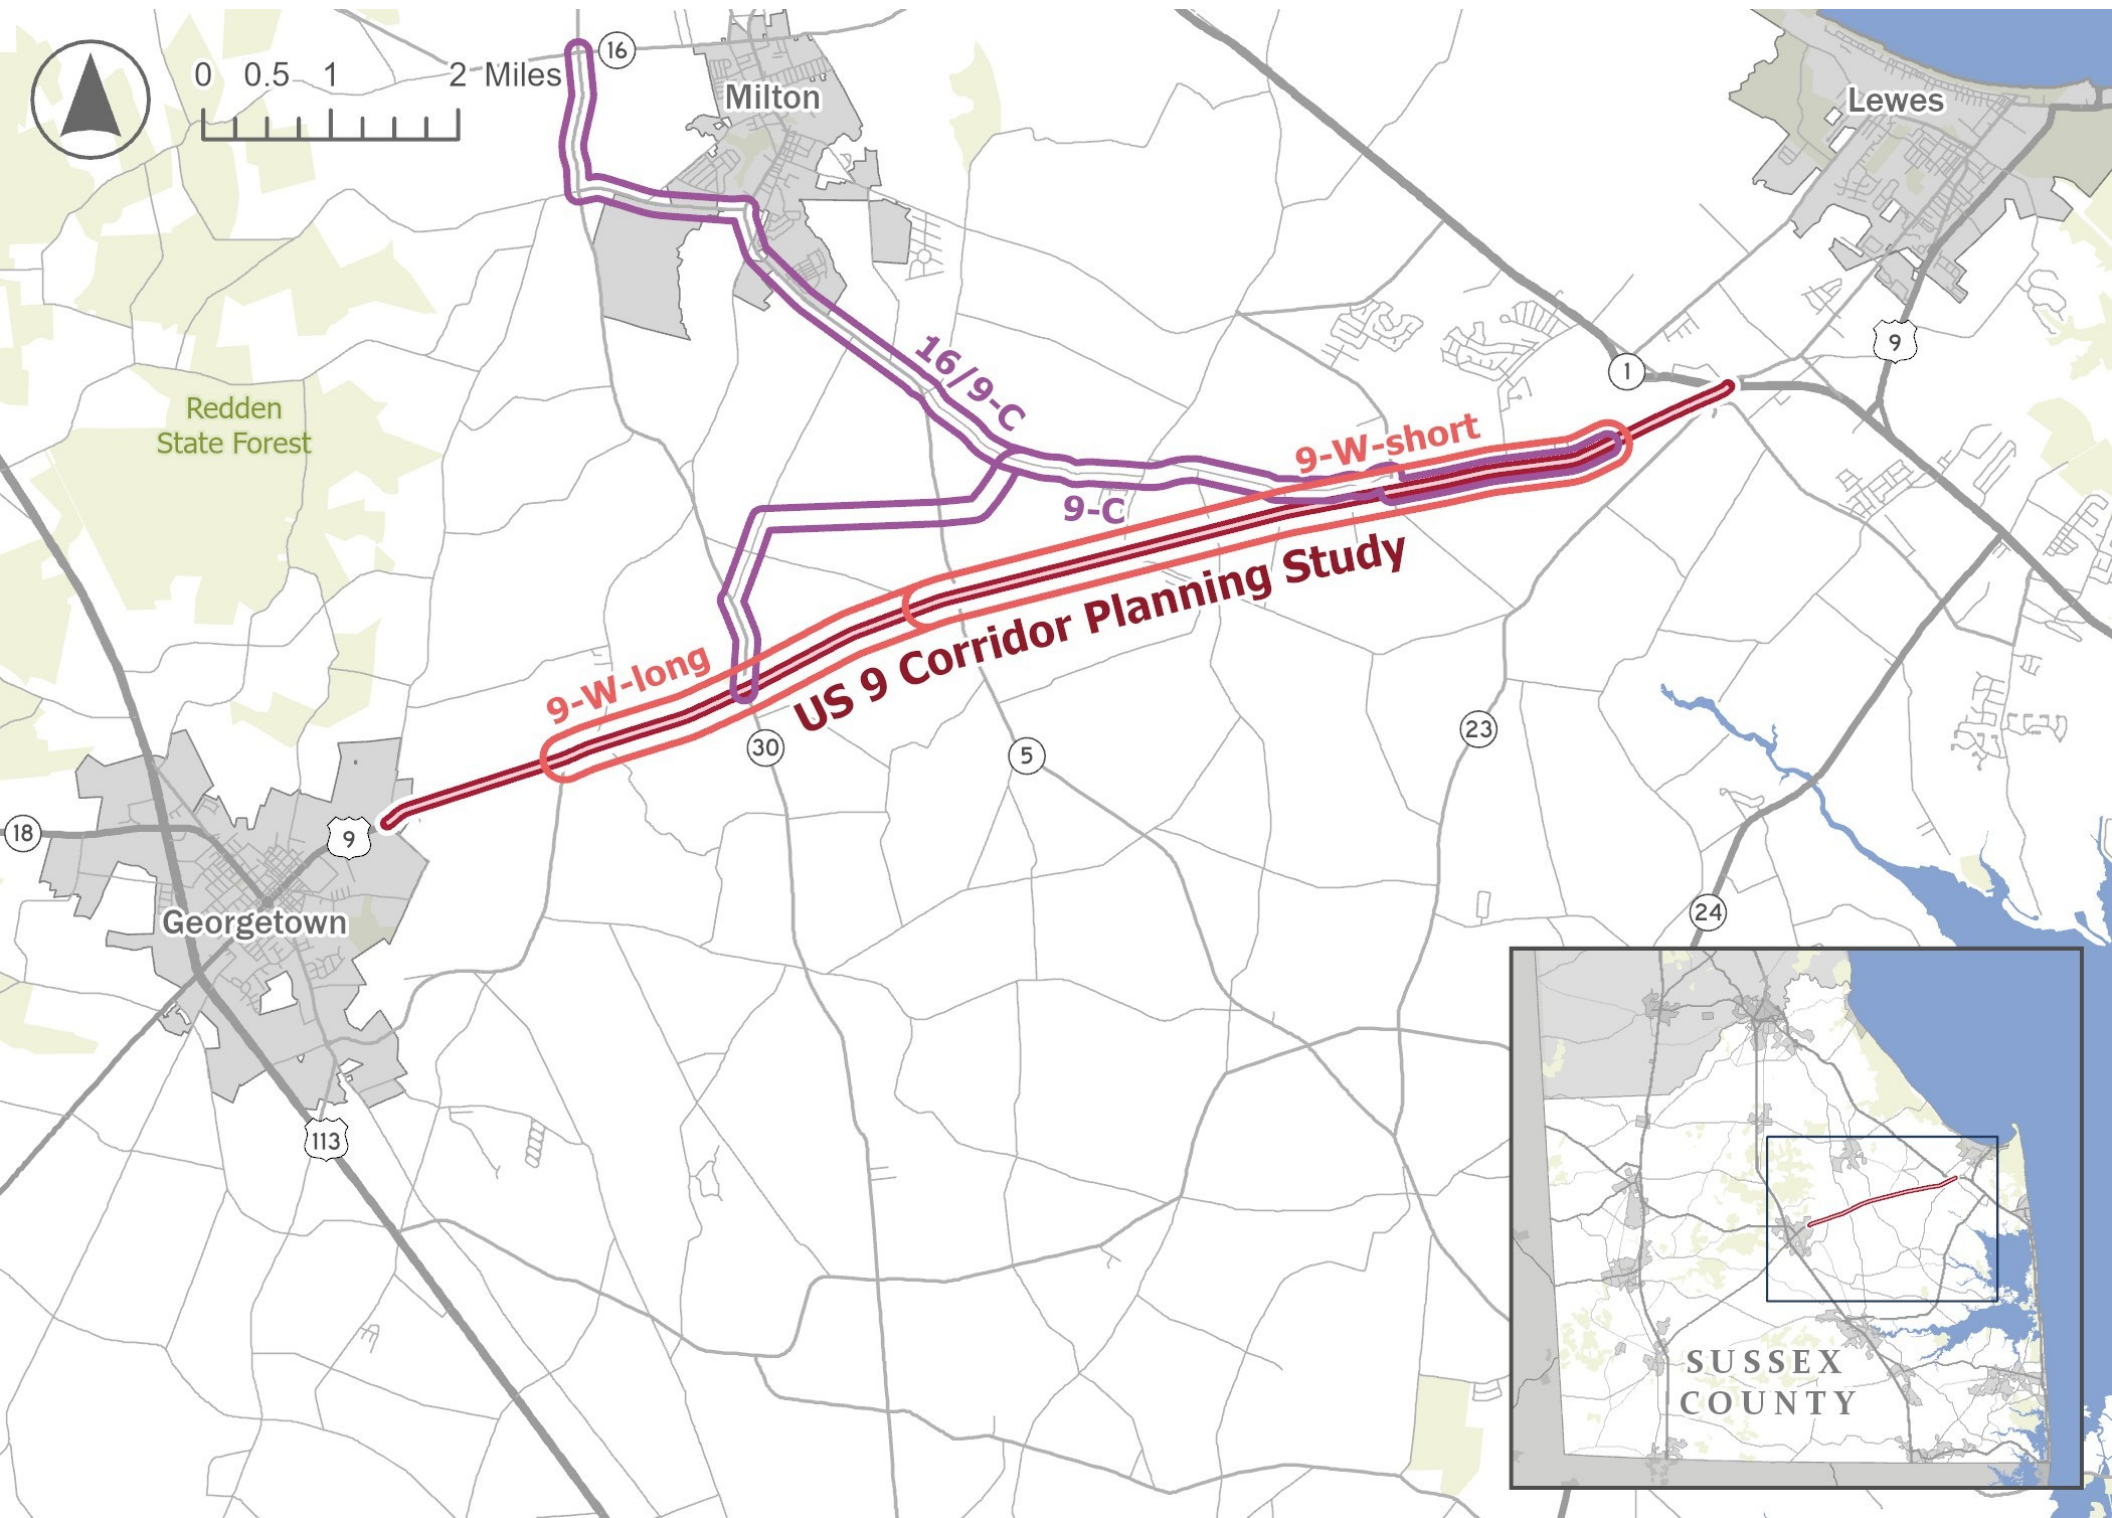 16
0 0.5 1 2 Miles
Milton
Lewes
9
1
16/9-C
Redden
State Forest
9-W-short
9-C
US 9 Corridor Planning Study
9-W-long
30
5
23
18
9
Georgetown
24
113
SUSSEX
COUNTY